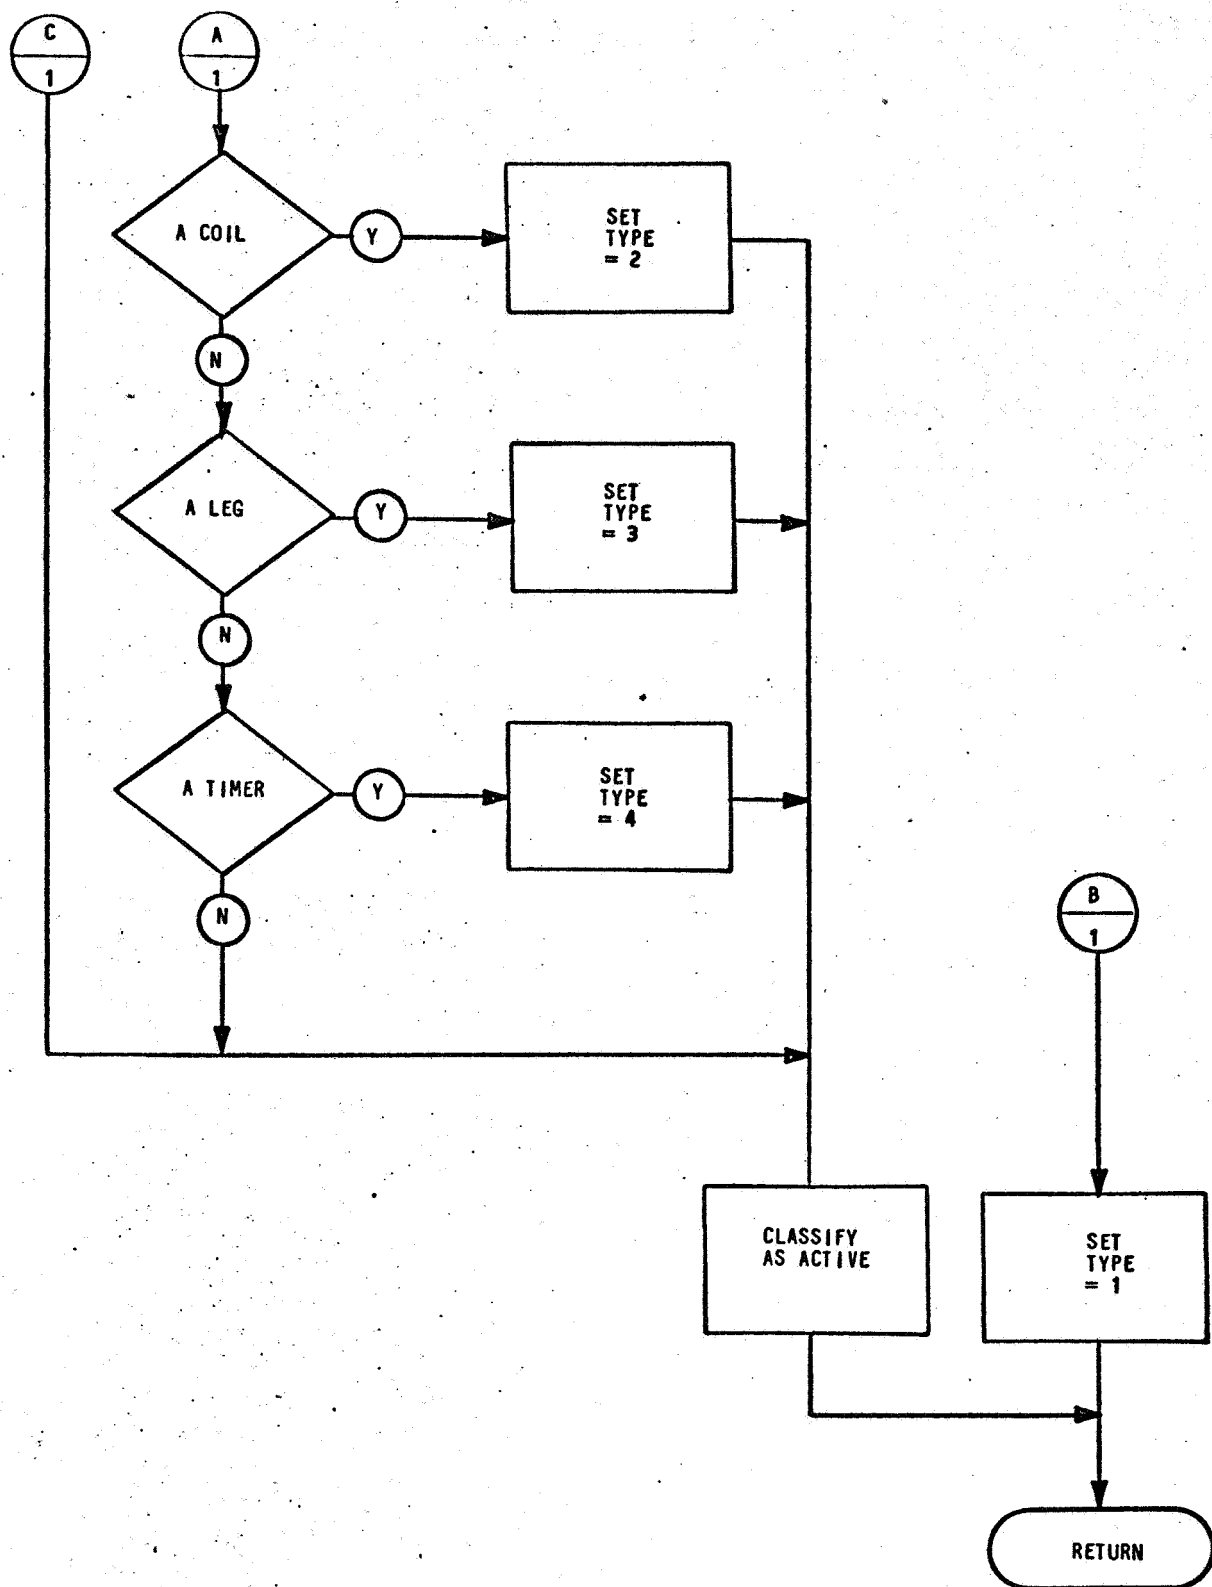 C
1
A
1
A COIL
Y
SET
TYPE
= 2
N
A LEG
Y
SET
TYPE
= 3
N
A TIMER
Y
SET
TYPE
= 4
N
B
1
CLASSIFY
AS ACTIVE
SET
TYPE
= 1
RETURN